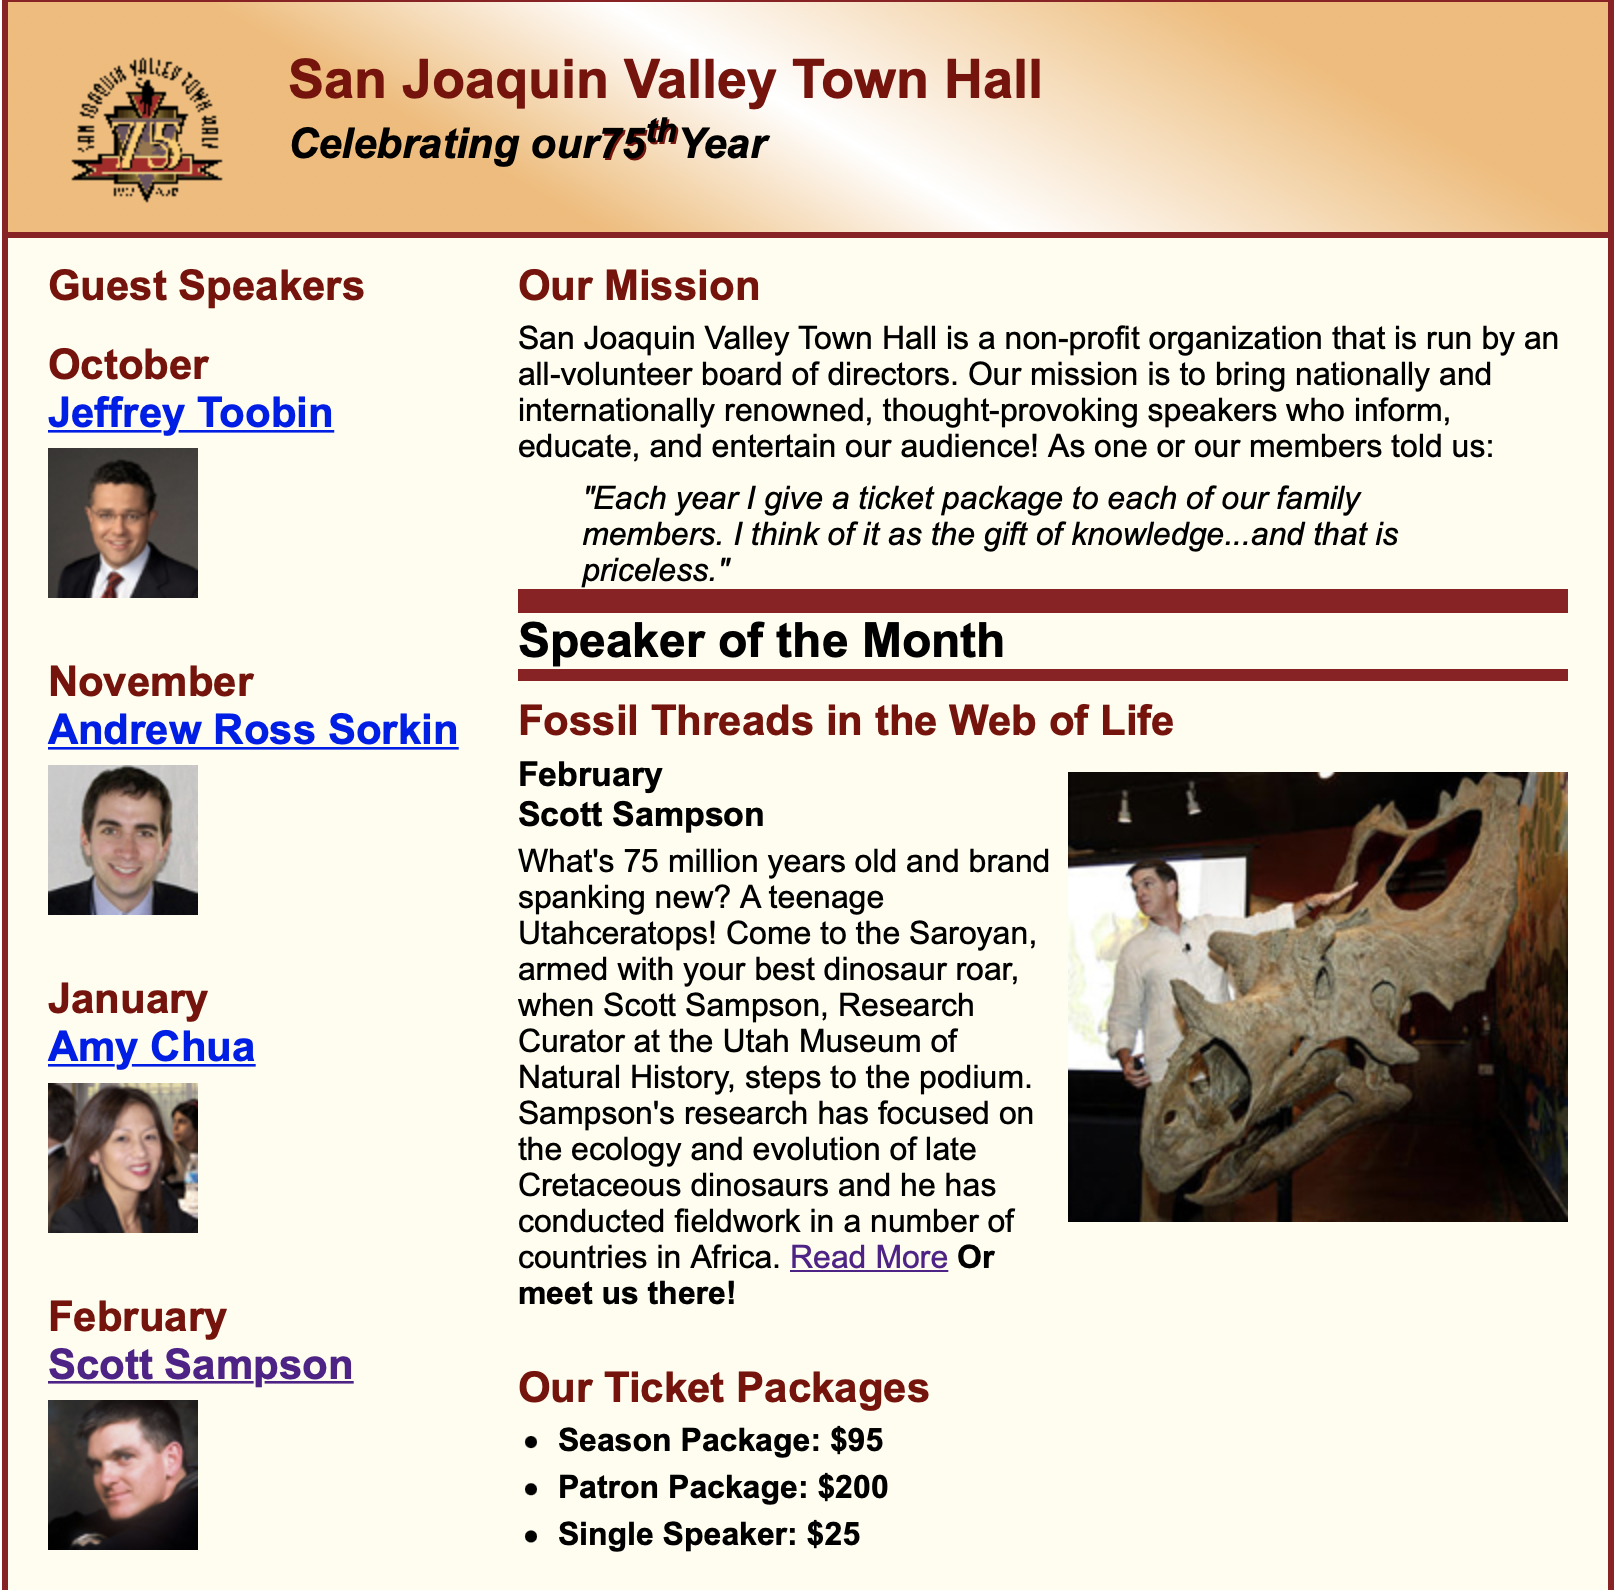 SAN JOAQUIN VALLEY TOWN HALL
75
San Joaquin Valley Town Hall
Celebrating our75thYear
Guest Speakers
October
Jeffrey Toobin
November
Andrew Ross Sorkin
January
Amy Chua
February
Scott Sampson
Our Mission
San Joaquin Valley Town Hall is a non-profit organization that is run by an
all-volunteer board of directors. Our mission is to bring nationally and
internationally renowned, thought-provoking speakers who inform,
educate, and entertain our audience! As one or our members told us:
"Each year I give a ticket package to each of our family
members. I think of it as the gift of knowledge...and that is
priceless."
Speaker of the Month
Fossil Threads in the Web of Life
February
Scott Sampson
What's 75 million years old and brand
spanking new? A teenage
Utahceratops! Come to the Saroyan,
armed with your best dinosaur roar,
when Scott Sampson, Research
Curator at the Utah Museum of
Natural History, steps to the podium.
Sampson's research has focused on
the ecology and evolution of late
Cretaceous dinosaurs and he has
conducted fieldwork in a number of
countries in Africa. Read More Or
meet us there!
Our Ticket Packages
• Season Package: $95
• Patron Package: $200
• Single Speaker: $25